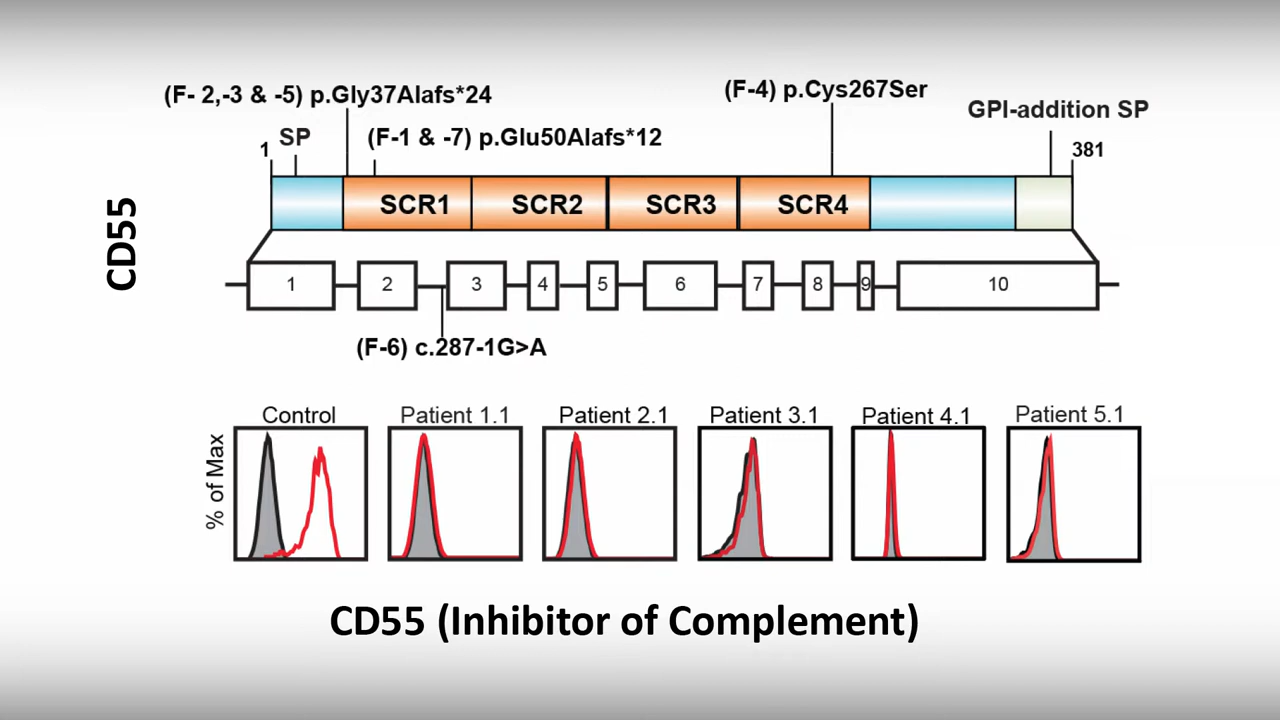 (F- 2,-3 & -5) p.Gly37Alafs*24
(F-4) p.Cys267Ser
GPI-addition SP
1
SP
(F-1 & -7) p.Glu50Alafs*12
381
CD55
SCR1
SCR2
SCR3
SCR4
1
2
3
4
5
6
7
8
9
10
(F-6) c.287-1G>A
Control
Patient 1.1
Patient 2.1
Patient 3.1
Patient 4.1
Patient 5.1
% of Max
CD55 (Inhibitor of Complement)